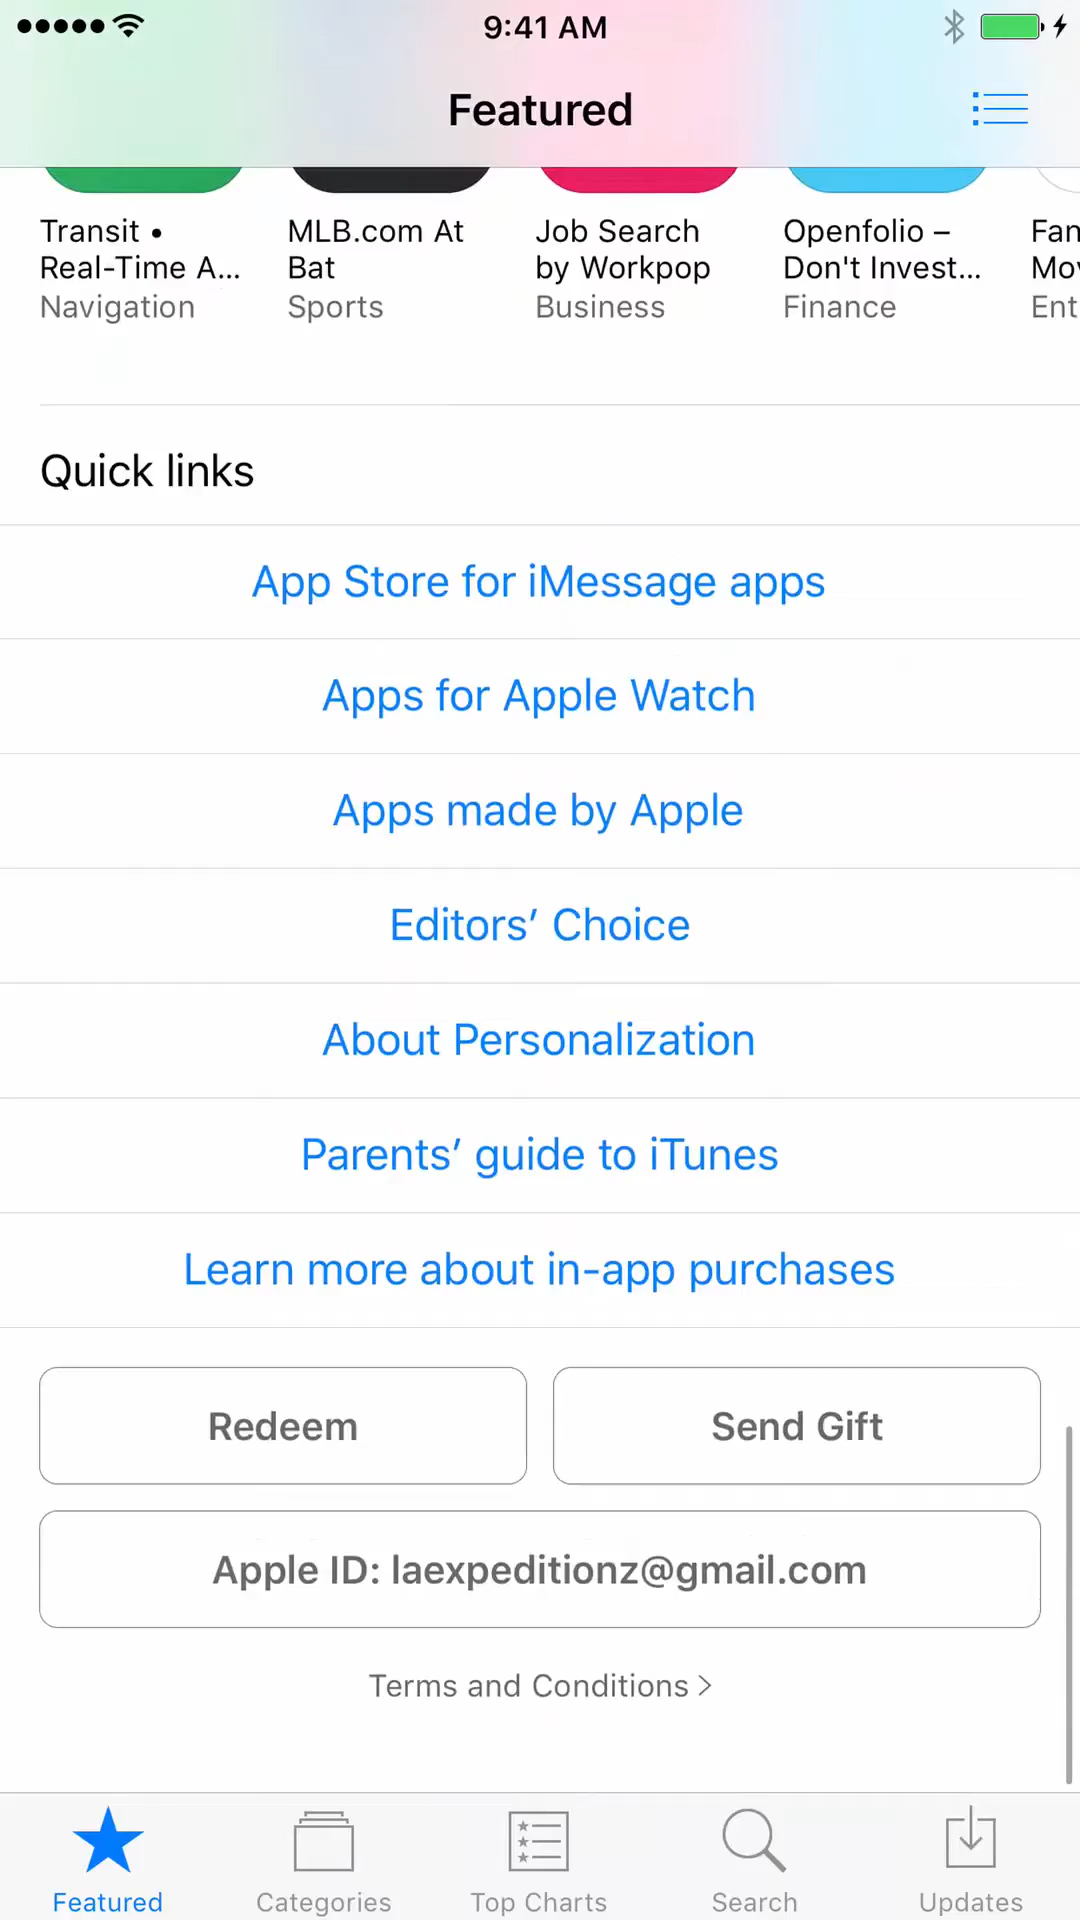 9:41 AM
Featured
Transit •
Real-Time A...
Navigation
MLB.com At
Bat
Sports
Job Search
by Workpop
Business
Openfolio –
Don't Invest...
Finance
Fan
Mov
Ent
Quick links
App Store for iMessage apps
Apps for Apple Watch
Apps made by Apple
Editors’ Choice
About Personalization
Parents’ guide to iTunes
Learn more about in-app purchases
Redeem
Send Gift
Apple ID: laexpeditionz@gmail.com
Terms and Conditions >
Featured
Categories
Top Charts
Search
Updates